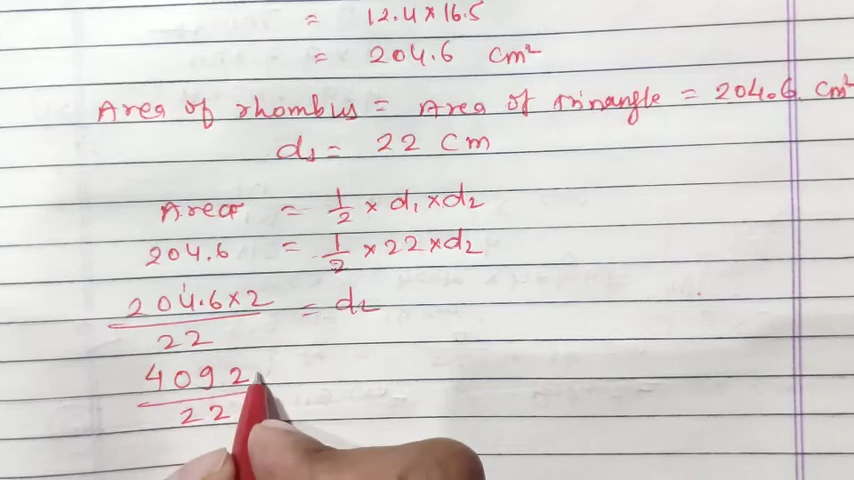 = 12.4 × 16.5
= 204.6 cm²
Area of rhombus = Area of trinangle = 204.6 cm²
d₁ = 22 cm
Area = 1/2 × d₁ × d₂
204.6 = 1/2 × 22 × d₂
204.6 × 2 / 22 = d₂
4092 / 22